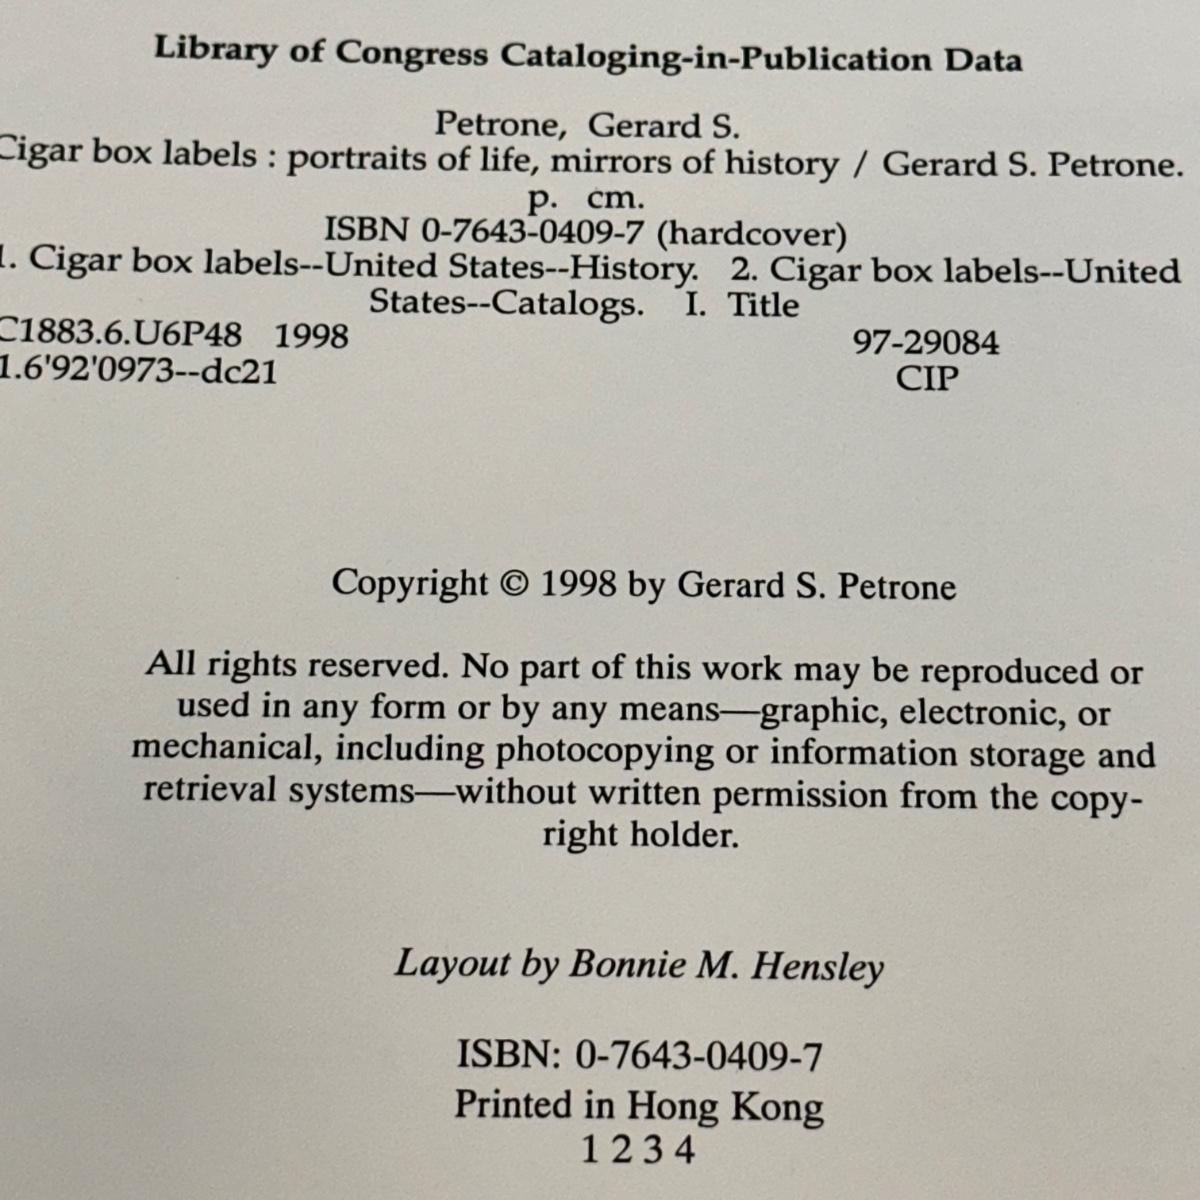 Library of Congress Cataloging-in-Publication Data
Petrone, Gerard S.
Cigar box labels : portraits of life, mirrors of history / Gerard S. Petrone.
p. cm.
ISBN 0-7643-0409-7 (hardcover)
1. Cigar box labels--United States--History. 2. Cigar box labels--United
States--Catalogs. I. Title
C1883.6.U6P48 1998 97-29084
1.6'92'0973--dc21 CIP
Copyright © 1998 by Gerard S. Petrone
All rights reserved. No part of this work may be reproduced or
used in any form or by any means—graphic, electronic, or
mechanical, including photocopying or information storage and
retrieval systems—without written permission from the copy-
right holder.
Layout by Bonnie M. Hensley
ISBN: 0-7643-0409-7
Printed in Hong Kong
1 2 3 4